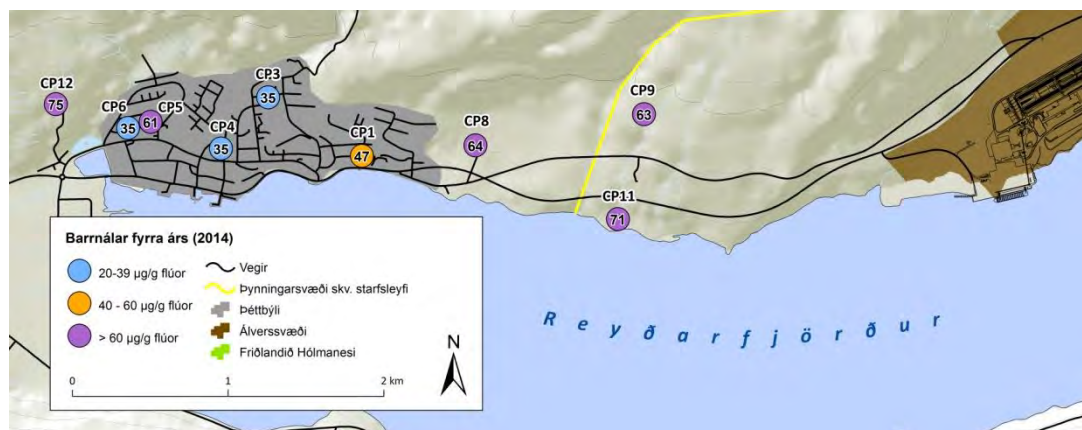 CP12
75
CP6
35
61
CP5
CP4
35
CP3
35
CP1
47
CP8
64
CP9
63
CP11
71
Barrnálar fyrra árs (2014)
20-39 µg/g flúor
40 - 60 µg/g flúor
> 60 µg/g flúor
Vegir
Þynningarsvæði skv. starfsleyfi
Þéttbýli
Álverssvæði
Friðlandið Hólmanesi
0 1 2 km
N
Reyðarfjörður